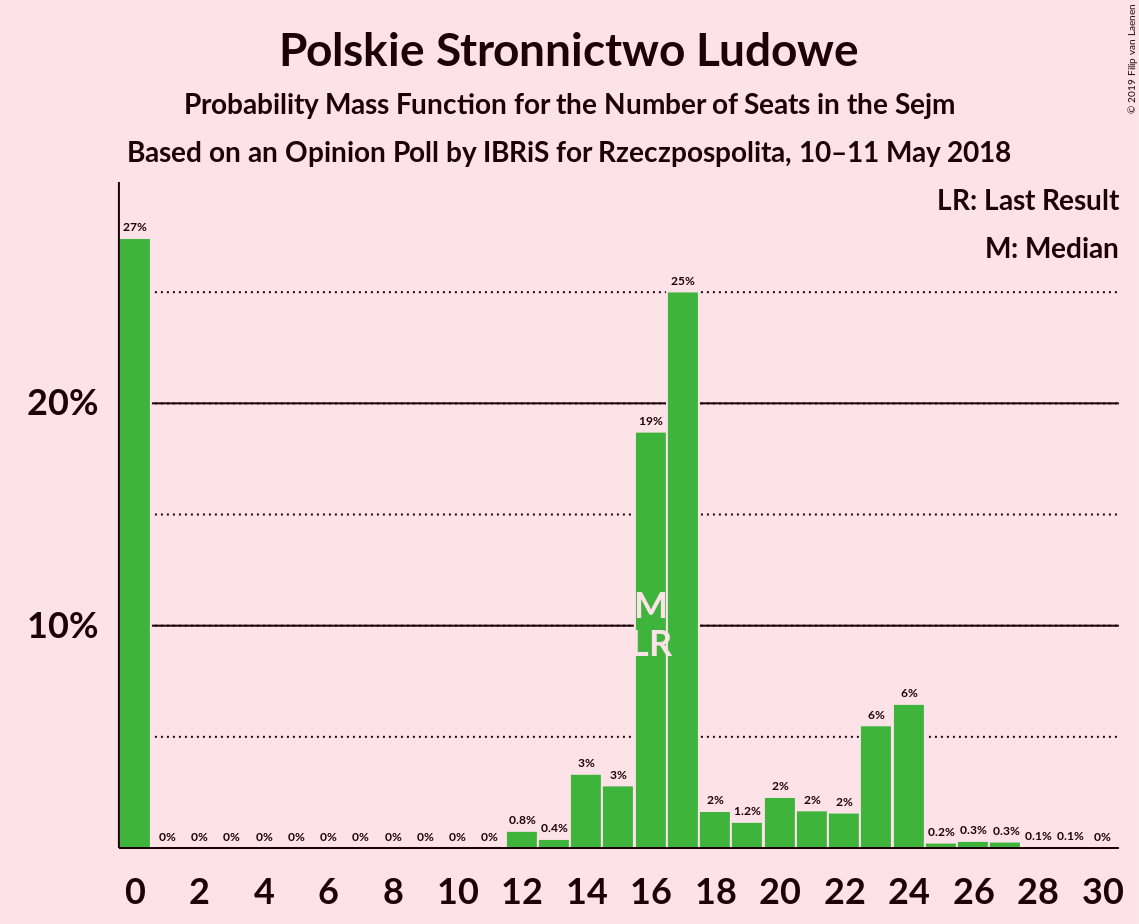 Polskie Stronnictwo Ludowe
Probability Mass Function for the Number of Seats in the Sejm
Based on an Opinion Poll by IBRiS for Rzeczpospolita, 10–11 May 2018
© 2019 Filip van Laenen
LR: Last Result
M: Median
27% 0% 0% 0% 0% 0% 0% 0% 0% 0% 0% 0% 0.8% 0.4% 3% 3% 19% 25% 2% 1.2% 2% 2% 2% 6% 6% 0.2% 0.3% 0.3% 0.1% 0.1% 0%
20%
10%
M
LR
0 2 4 6 8 10 12 14 16 18 20 22 24 26 28 30